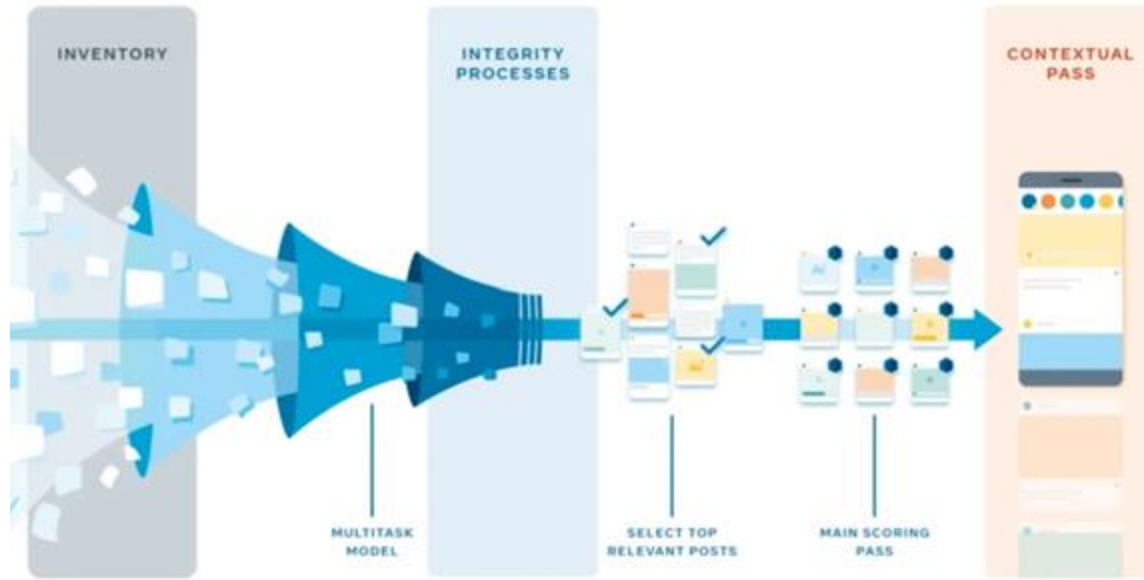 INVENTORY
INTEGRITY
PROCESSES
CONTEXTUAL
PASS
MULTITASK
MODEL
SELECT TOP
RELEVANT POSTS
MAIN SCORING
PASS